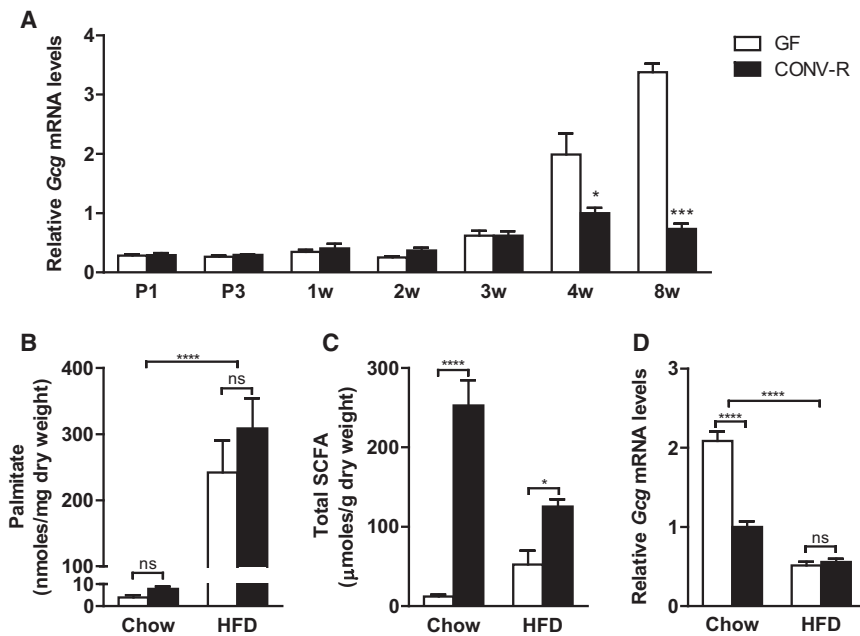 A
GF
CONV-R
Relative Gcg mRNA levels
4
3
2
1
0
*
***
P1 P3 1w 2w 3w 4w 8w
B
Palmitate
(nmoles/mg dry weight)
400
300
200
100
10
0
****
ns
ns
Chow HFD
C
Total SCFA
(µmoles/g dry weight)
300
200
100
0
****
*
Chow HFD
D
Relative Gcg mRNA levels
3
2
1
0
****
****
ns
Chow HFD